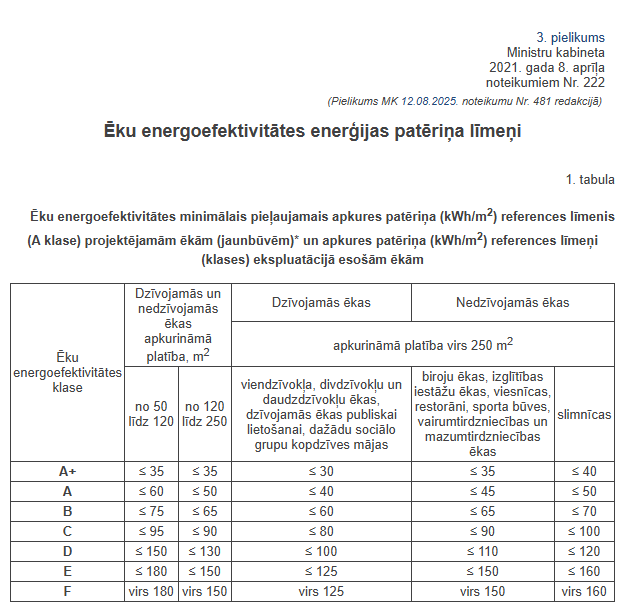 3. pielikums
Ministru kabineta
2021. gada 8. aprīļa
noteikumiem Nr. 222
(Pielikums MK 12.08.2025. noteikumu Nr. 481 redakcijā)
Ēku energoefektivitātes enerģijas patēriņa līmeņi
1. tabula
Ēku energoefektivitātes minimālais pieļaujamais apkures patēriņa (kWh/m2) references līmenis
(A klase) projektējamām ēkām (jaunbūvēm)* un apkures patēriņa (kWh/m2) references līmeņi
(klases) ekspluatācijā esošām ēkām
Ēku
energoefektivitātes
klase
Dzīvojamās un
nedzīvojamās
ēkas
apkurināmā
platība, m2
Dzīvojamās ēkas
Nedzīvojamās ēkas
apkurināmā platība virs 250 m2
no 50
līdz 120
no 120
līdz 250
viendzīvokļa, divdzīvokļu un
daudzdzīvokļu ēkas,
dzīvojamās ēkas publiskai
lietošanai, dažādu sociālo
grupu kopdzīves mājas
biroju ēkas, izglītības
iestāžu ēkas, viesnīcas,
restorāni, sporta būves,
vairumtirdzniecības un
mazumtirdzniecības
ēkas
slimnīcas
A+ ≤ 35 ≤ 35 ≤ 30 ≤ 35 ≤ 40
A ≤ 60 ≤ 50 ≤ 40 ≤ 45 ≤ 50
B ≤ 75 ≤ 65 ≤ 60 ≤ 65 ≤ 70
C ≤ 95 ≤ 90 ≤ 80 ≤ 90 ≤ 100
D ≤ 150 ≤ 130 ≤ 100 ≤ 110 ≤ 120
E ≤ 180 ≤ 150 ≤ 125 ≤ 150 ≤ 160
F virs 180 virs 150 virs 125 virs 150 virs 160